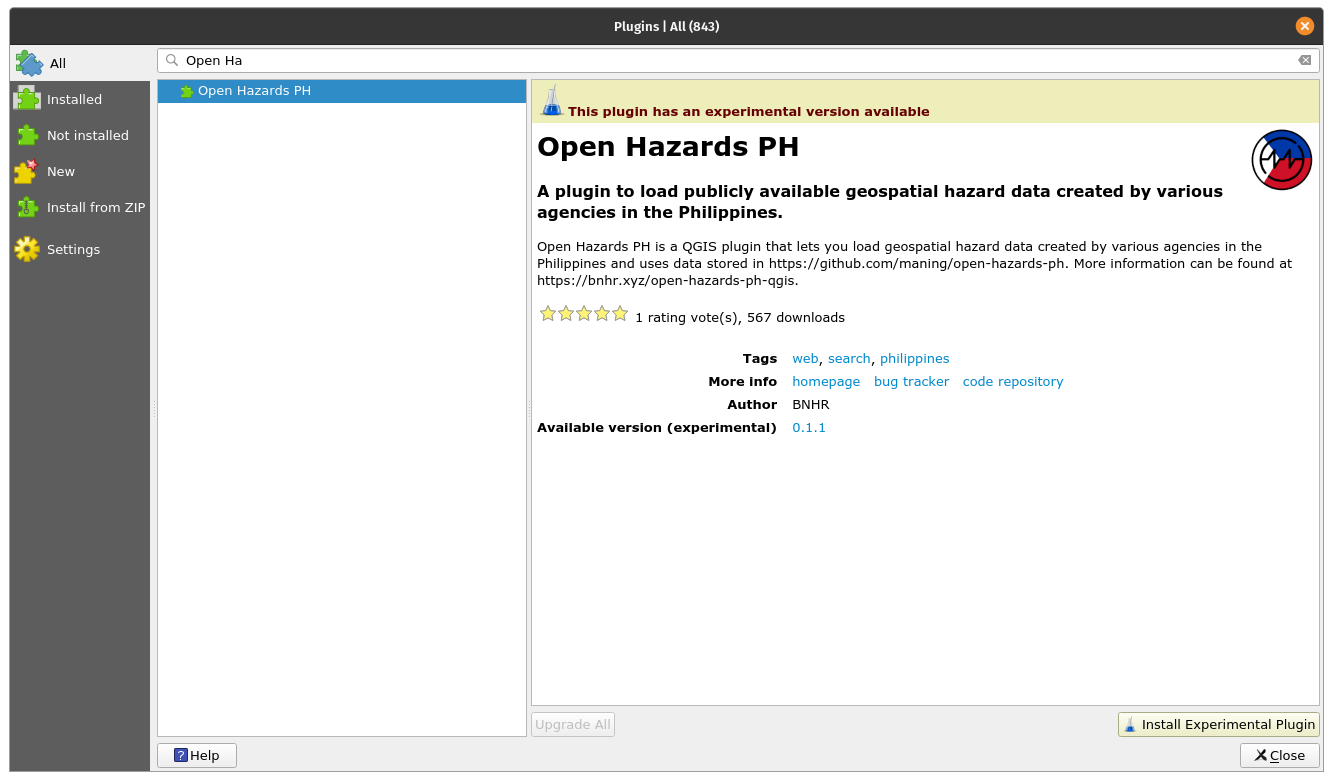 Plugins | All (843)
All
Open Ha
Installed
Not installed
New
Install from ZIP
Settings
Open Hazards PH
This plugin has an experimental version available
Open Hazards PH
A plugin to load publicly available geospatial hazard data created by various
agencies in the Philippines.
Open Hazards PH is a QGIS plugin that lets you load geospatial hazard data created by various agencies in the
Philippines and uses data stored in https://github.com/maning/open-hazards-ph. More information can be found at
https://bnhr.xyz/open-hazards-ph-qgis.
1 rating vote(s), 567 downloads
Tags web, search, philippines
More info homepage bug tracker code repository
Author BNHR
Available version (experimental) 0.1.1
Upgrade All
Install Experimental Plugin
? Help
Close